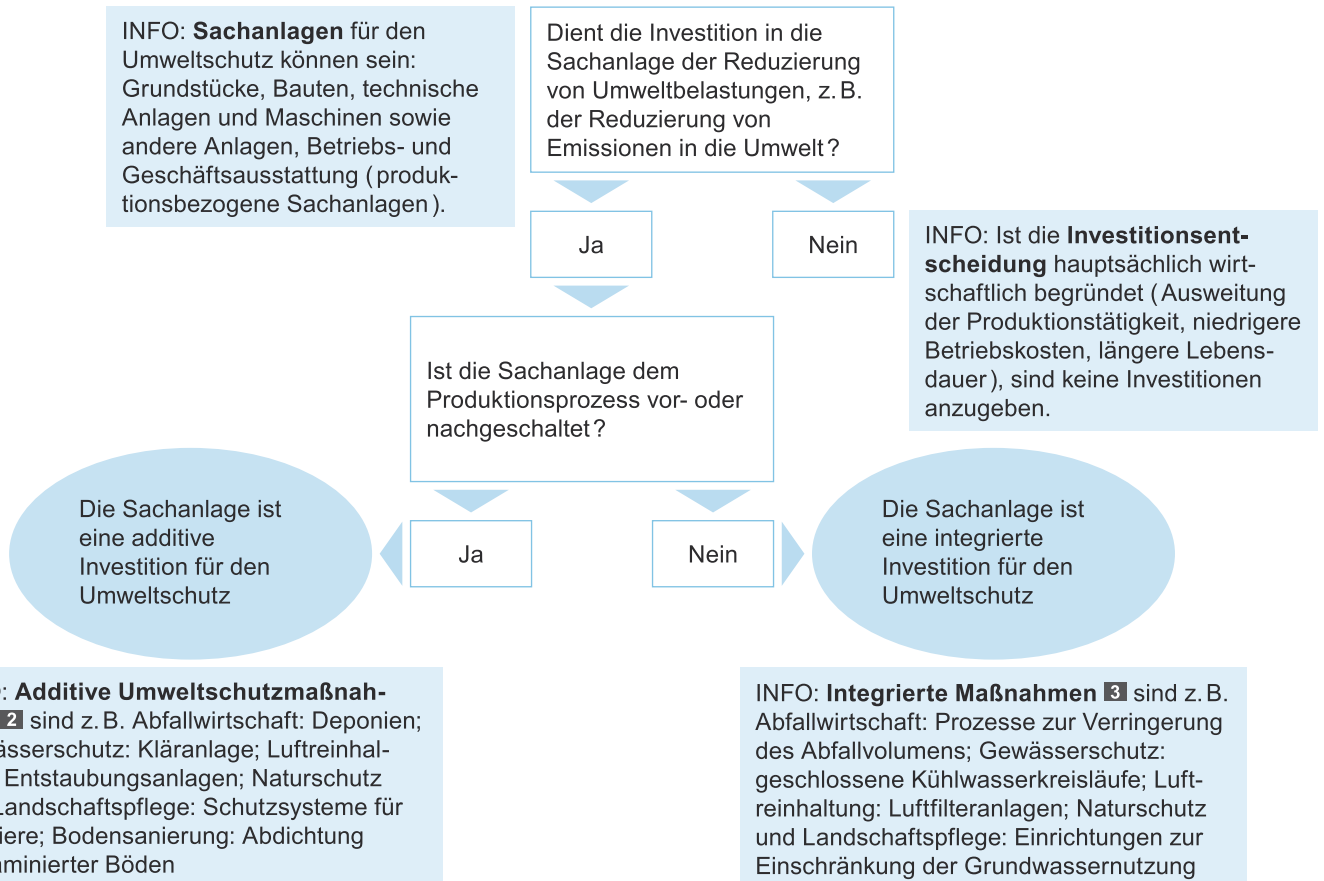 INFO: Sachanlagen für den
Umweltschutz können sein:
Grundstücke, Bauten, technische
Anlagen und Maschinen sowie
andere Anlagen, Betriebs- und
Geschäftsausstattung (produk-
tionsbezogene Sachanlagen).
Dient die Investition in die
Sachanlage der Reduzierung
von Umweltbelastungen, z.B.
der Reduzierung von
Emissionen in die Umwelt?
Ja
Nein
INFO: Ist die Investitionsent-
scheidung hauptsächlich wirt-
schaftlich begründet (Ausweitung
der Produktionstätigkeit, niedrigere
Betriebskosten, längere Lebens-
dauer), sind keine Investitionen
anzugeben.
Ist die Sachanlage dem
Produktionsprozess vor- oder
nachgeschaltet?
Ja
Nein
Die Sachanlage ist
eine additive
Investition für den
Umweltschutz
Die Sachanlage ist
eine integrierte
Investition für den
Umweltschutz
: Additive Umweltschutzmaßnah-
2 sind z.B. Abfallwirtschaft: Deponien;
Kläranlage; Luftreinhal-
Entstaubungsanlagen; Naturschutz
Landschaftspflege: Schutzsysteme für
Bodensanierung: Abdichtung
Böden
INFO: Integrierte Maßnahmen 3 sind z.B.
Abfallwirtschaft: Prozesse zur Verringerung
des Abfallvolumens; Gewässerschutz:
geschlossene Kühlwasserkreisläufe; Luft-
reinhaltung: Luftfilteranlagen; Naturschutz
und Landschaftspflege: Einrichtungen zur
Einschränkung der Grundwassernutzung